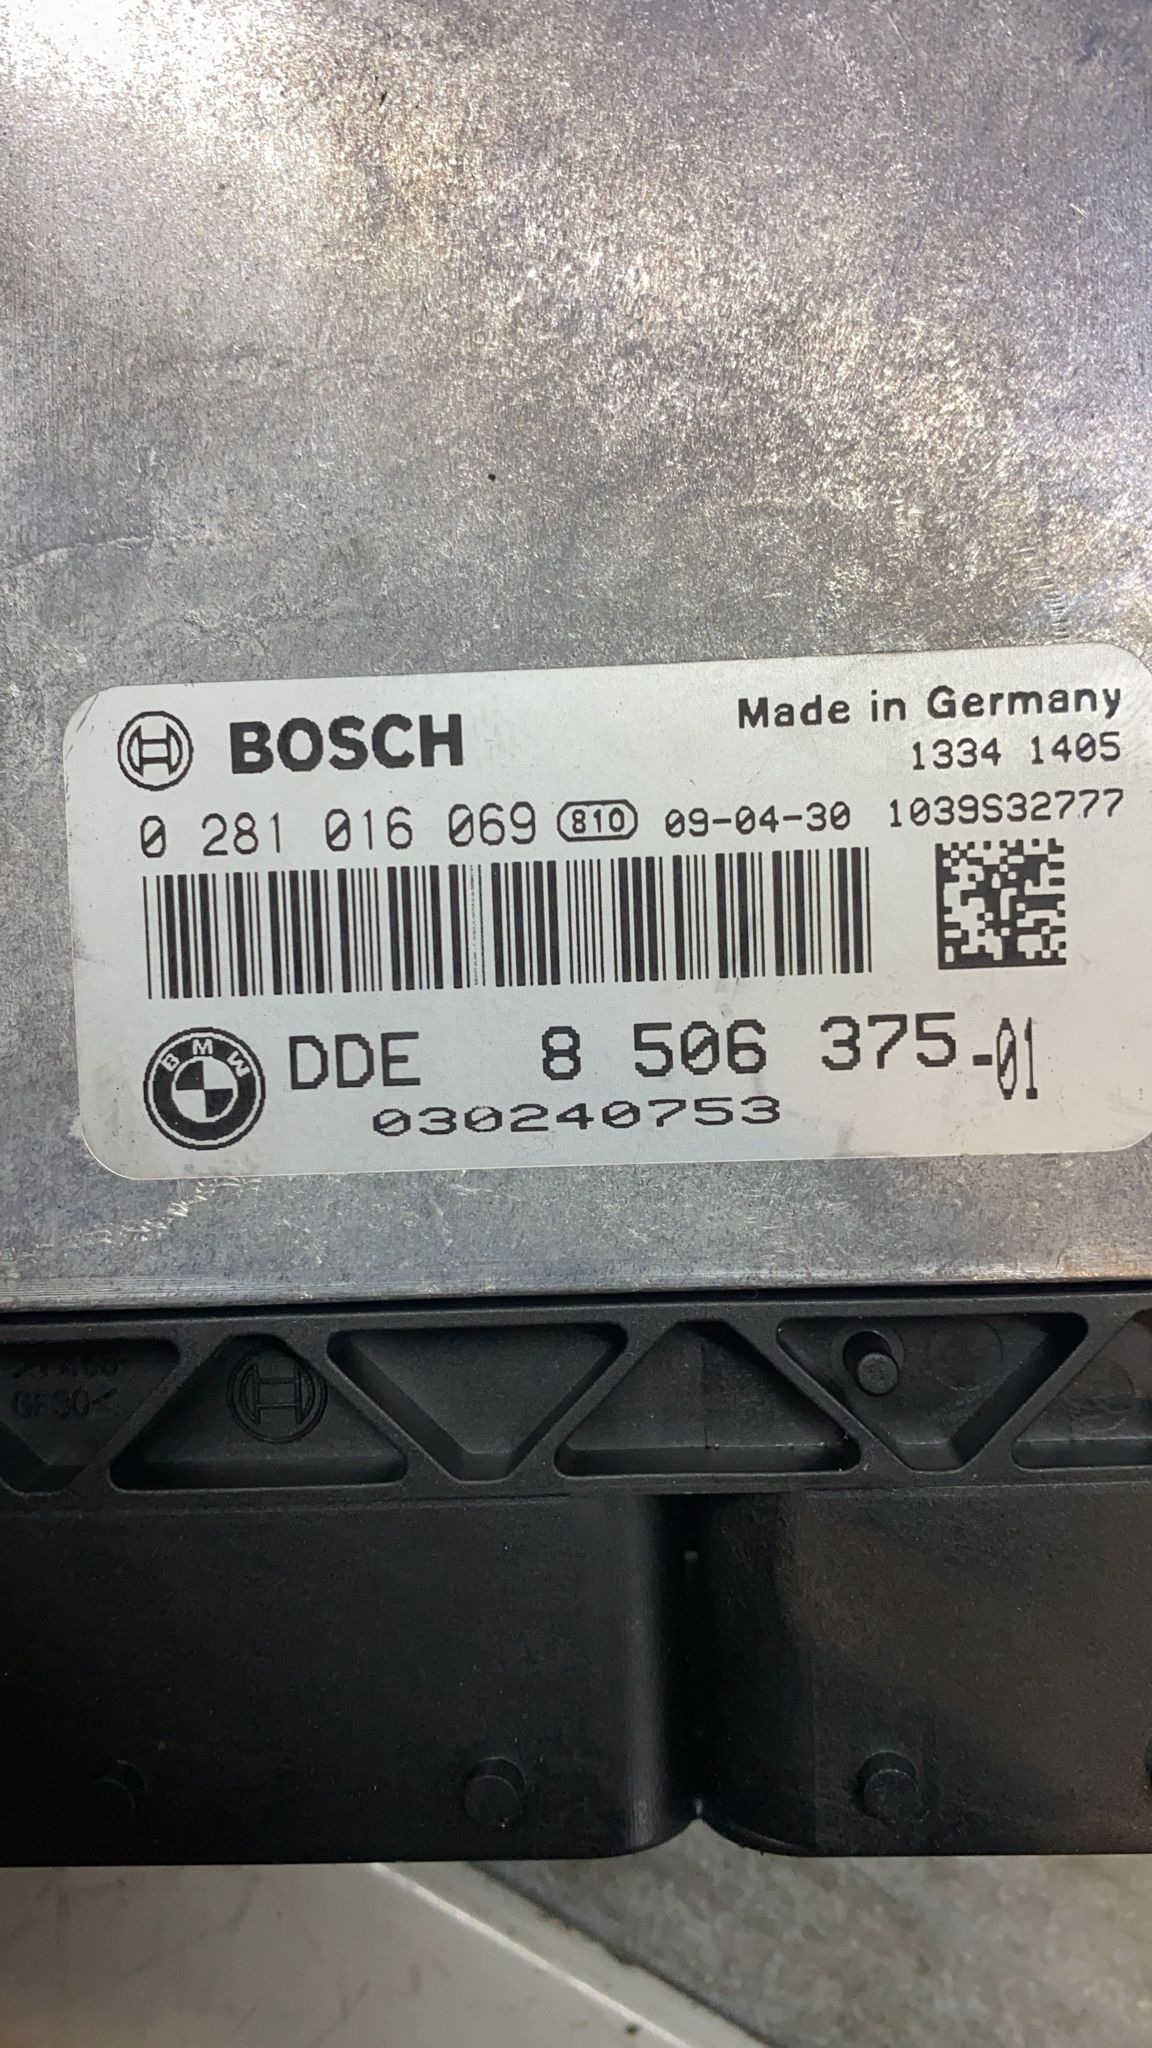 BOSCH
Made in Germany
1334 1405
0 281 016 069 810 09-04-30 1039S32777
BMW DDE 8 506 375-01
030240753